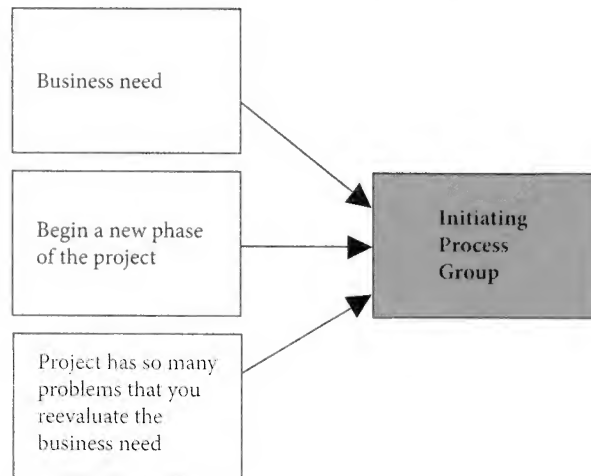 Business need
Begin a new phase
of the project
Project has so many
problems that you
reevaluate the
business need
Initiating
Process
Group